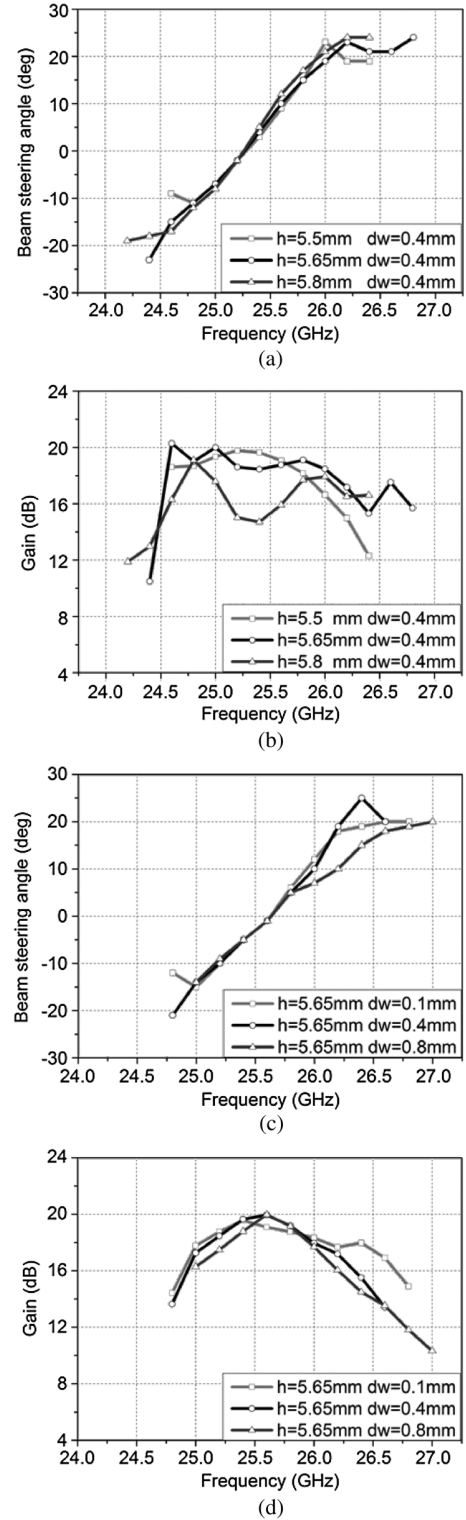 30
20
10
0
-10
-20
-30
Beam steering angle (deg)
h=5.5mm dw=0.4mm
h=5.65mm dw=0.4mm
h=5.8mm dw=0.4mm
24.0 24.5 25.0 25.5 26.0 26.5 27.0
Frequency (GHz)
(a)
24
20
16
12
8
4
Gain (dB)
h=5.5 mm dw=0.4mm
h=5.65mm dw=0.4mm
h=5.8 mm dw=0.4mm
24.0 24.5 25.0 25.5 26.0 26.5 27.0
Frequency (GHz)
(b)
30
20
10
0
-10
-20
-30
Beam steering angle (deg)
h=5.65mm dw=0.1mm
h=5.65mm dw=0.4mm
h=5.65mm dw=0.8mm
24.0 24.5 25.0 25.5 26.0 26.5 27.0
Frequency (GHz)
(c)
24
20
16
12
8
4
Gain (dB)
h=5.65mm dw=0.1mm
h=5.65mm dw=0.4mm
h=5.65mm dw=0.8mm
24.0 24.5 25.0 25.5 26.0 26.5 27.0
Frequency (GHz)
(d)